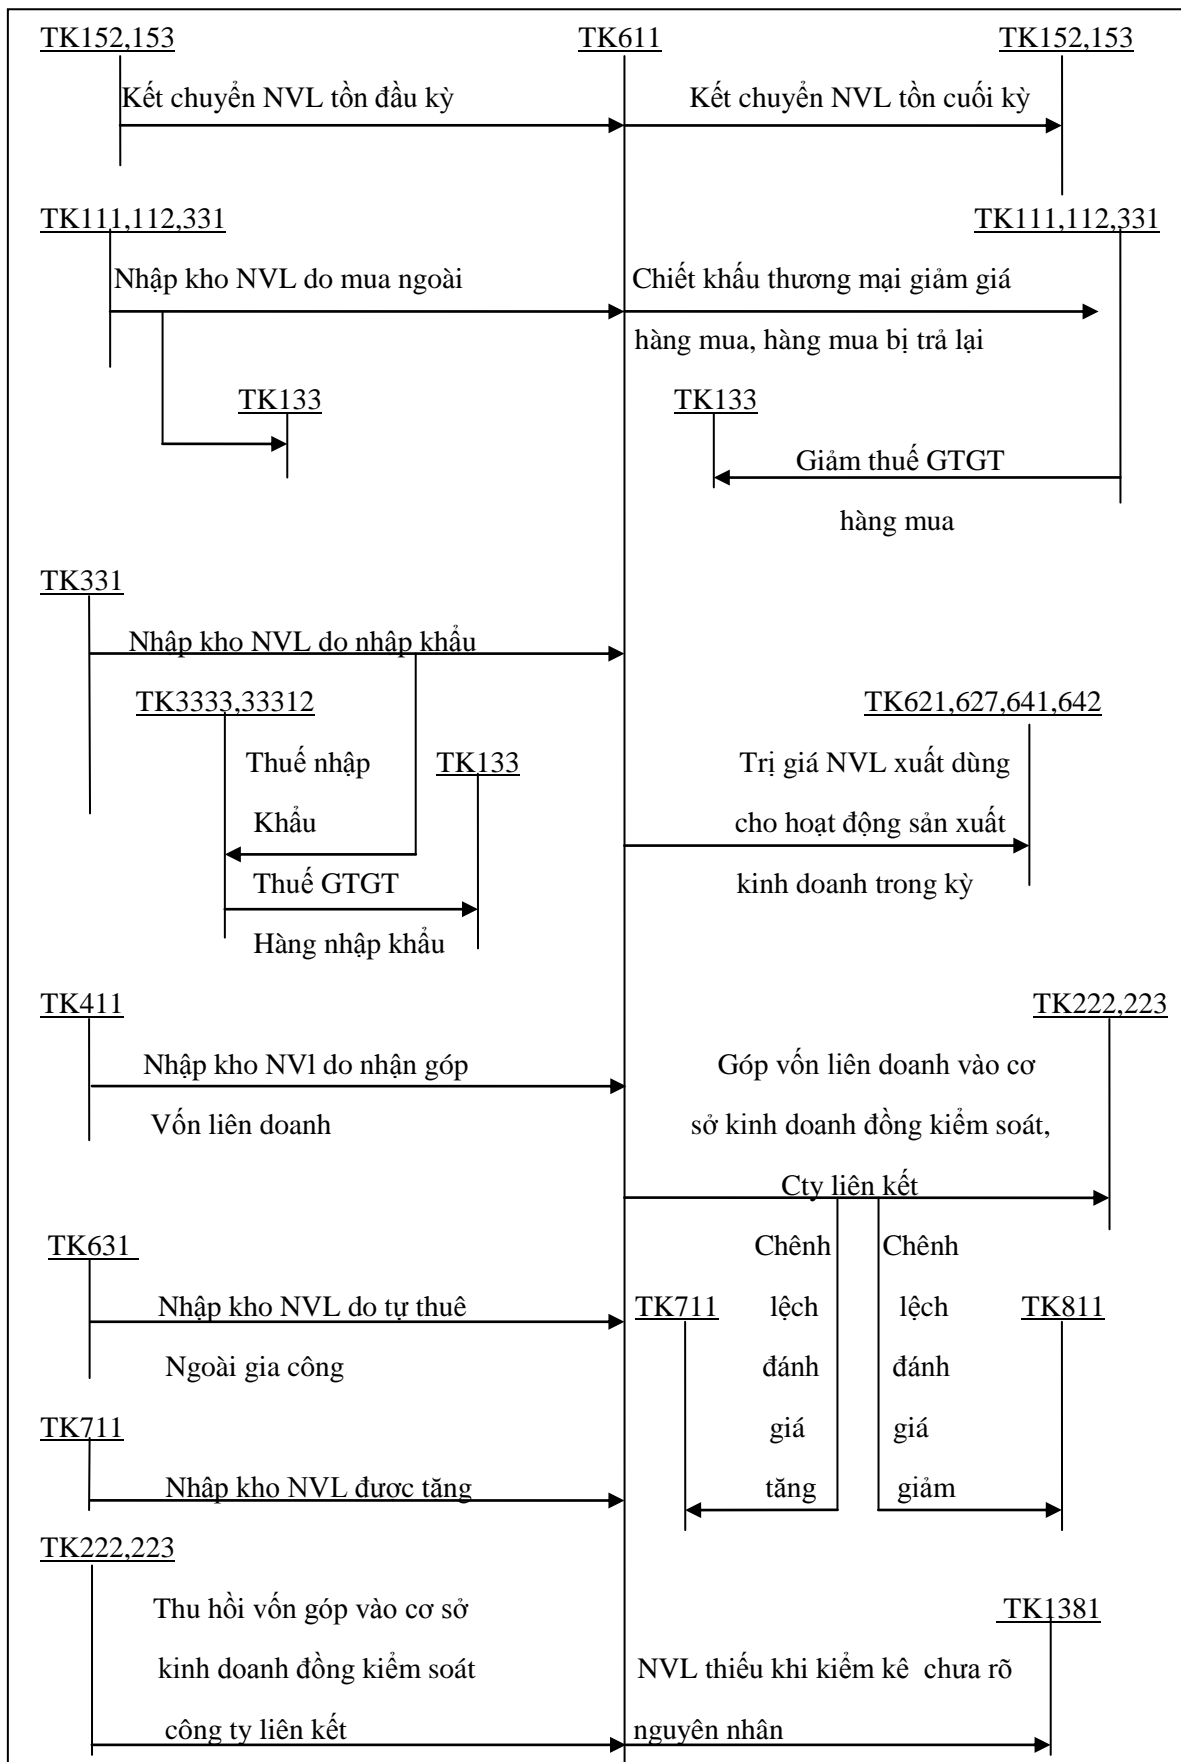 TK152,153 TK611 TK152,153
Kết chuyển NVL tồn đầu kỳ Kết chuyển NVL tồn cuối kỳ
TK111,112,331 TK111,112,331
Nhập kho NVL do mua ngoài Chiết khấu thương mại giảm giá
hàng mua, hàng mua bị trả lại
TK133 TK133
Giảm thuế GTGT
hàng mua
TK331
Nhập kho NVL do nhập khẩu
TK3333,33312 TK621,627,641,642
Thuế nhập TK133 Trị giá NVL xuất dùng
Khẩu cho hoạt động sản xuất
Thuế GTGT kinh doanh trong kỳ
Hàng nhập khẩu
TK411 TK222,223
Nhập kho NVl do nhận góp Góp vốn liên doanh vào cơ
Vốn liên doanh sở kinh doanh đồng kiểm soát,
Cty liên kết
TK631 Chênh Chênh
Nhập kho NVL do tự thuê TK711 lệch lệch TK811
Ngoài gia công đánh đánh
TK711 giá giá
Nhập kho NVL được tặng tăng giảm
TK222,223
Thu hồi vốn góp vào cơ sở TK1381
kinh doanh đồng kiểm soát NVL thiếu khi kiểm kê chưa rõ
công ty liên kết nguyên nhân